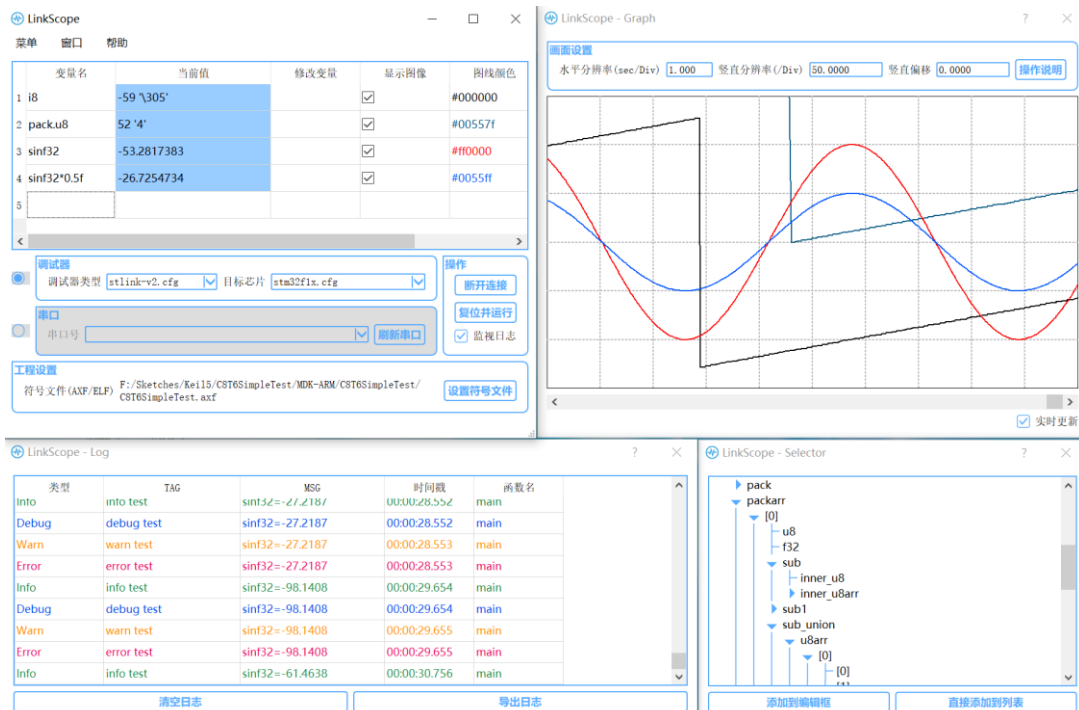 LinkScope
菜单 窗口 帮助
变量名 当前值 修改变量 显示图像 图线颜色
1 i8 -59 '\305' #000000
2 pack.u8 52 '4' #00557f
3 sinf32 -53.2817383 #ff0000
4 sinf32*0.5f -26.7254734 #0055ff
5
调试器
调试器类型 stlink-v2.cfg 目标芯片 stm32f1x.cfg
串口
串口号 刷新串口
操作
断开连接
复位并运行
监视日志
工程设置
符号文件(AXF/ELF) F:/Sketches/Keil5/C8T6SimpleTest/MDK-ARM/C8T6SimpleTest/
C8T6SimpleTest.axf
设置符号文件
LinkScope - Graph ?
画面设置
水平分辨率(sec/Div) 1.000 竖直分辨率(/Div) 50.0000 竖直偏移 0.0000 操作说明
实时更新
LinkScope - Log ?
类型 TAG MSG 时间戳 函数名
Info info test sinf32=-27.2187 00:00:28.552 main
Debug debug test sinf32=-27.2187 00:00:28.552 main
Warn warn test sinf32=-27.2187 00:00:28.553 main
Error error test sinf32=-27.2187 00:00:28.553 main
Info info test sinf32=-98.1408 00:00:29.654 main
Debug debug test sinf32=-98.1408 00:00:29.654 main
Warn warn test sinf32=-98.1408 00:00:29.655 main
Error error test sinf32=-98.1408 00:00:29.655 main
Info info test sinf32=-61.4638 00:00:30.756 main
清空日志 导出日志
LinkScope - Selector ?
pack
packarr
[0]
u8
f32
sub
inner_u8
inner_u8arr
sub1
sub_union
u8arr
[0]
[0]
[1]
添加到编辑框 直接添加到列表